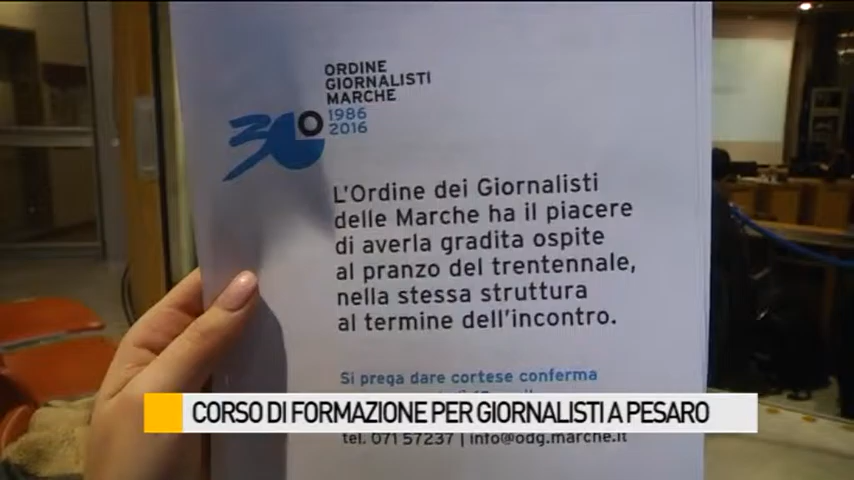 ORDINE
GIORNALISTI
MARCHE
1986
2016
30
L'Ordine dei Giornalisti
delle Marche ha il piacere
di averla gradita ospite
al pranzo del trentennale,
nella stessa struttura
al termine dell'incontro.
Si prega dare cortese conferma
CORSO DI FORMAZIONE PER GIORNALISTI A PESARO
tel. 071 57237 | info@odg.marche.it